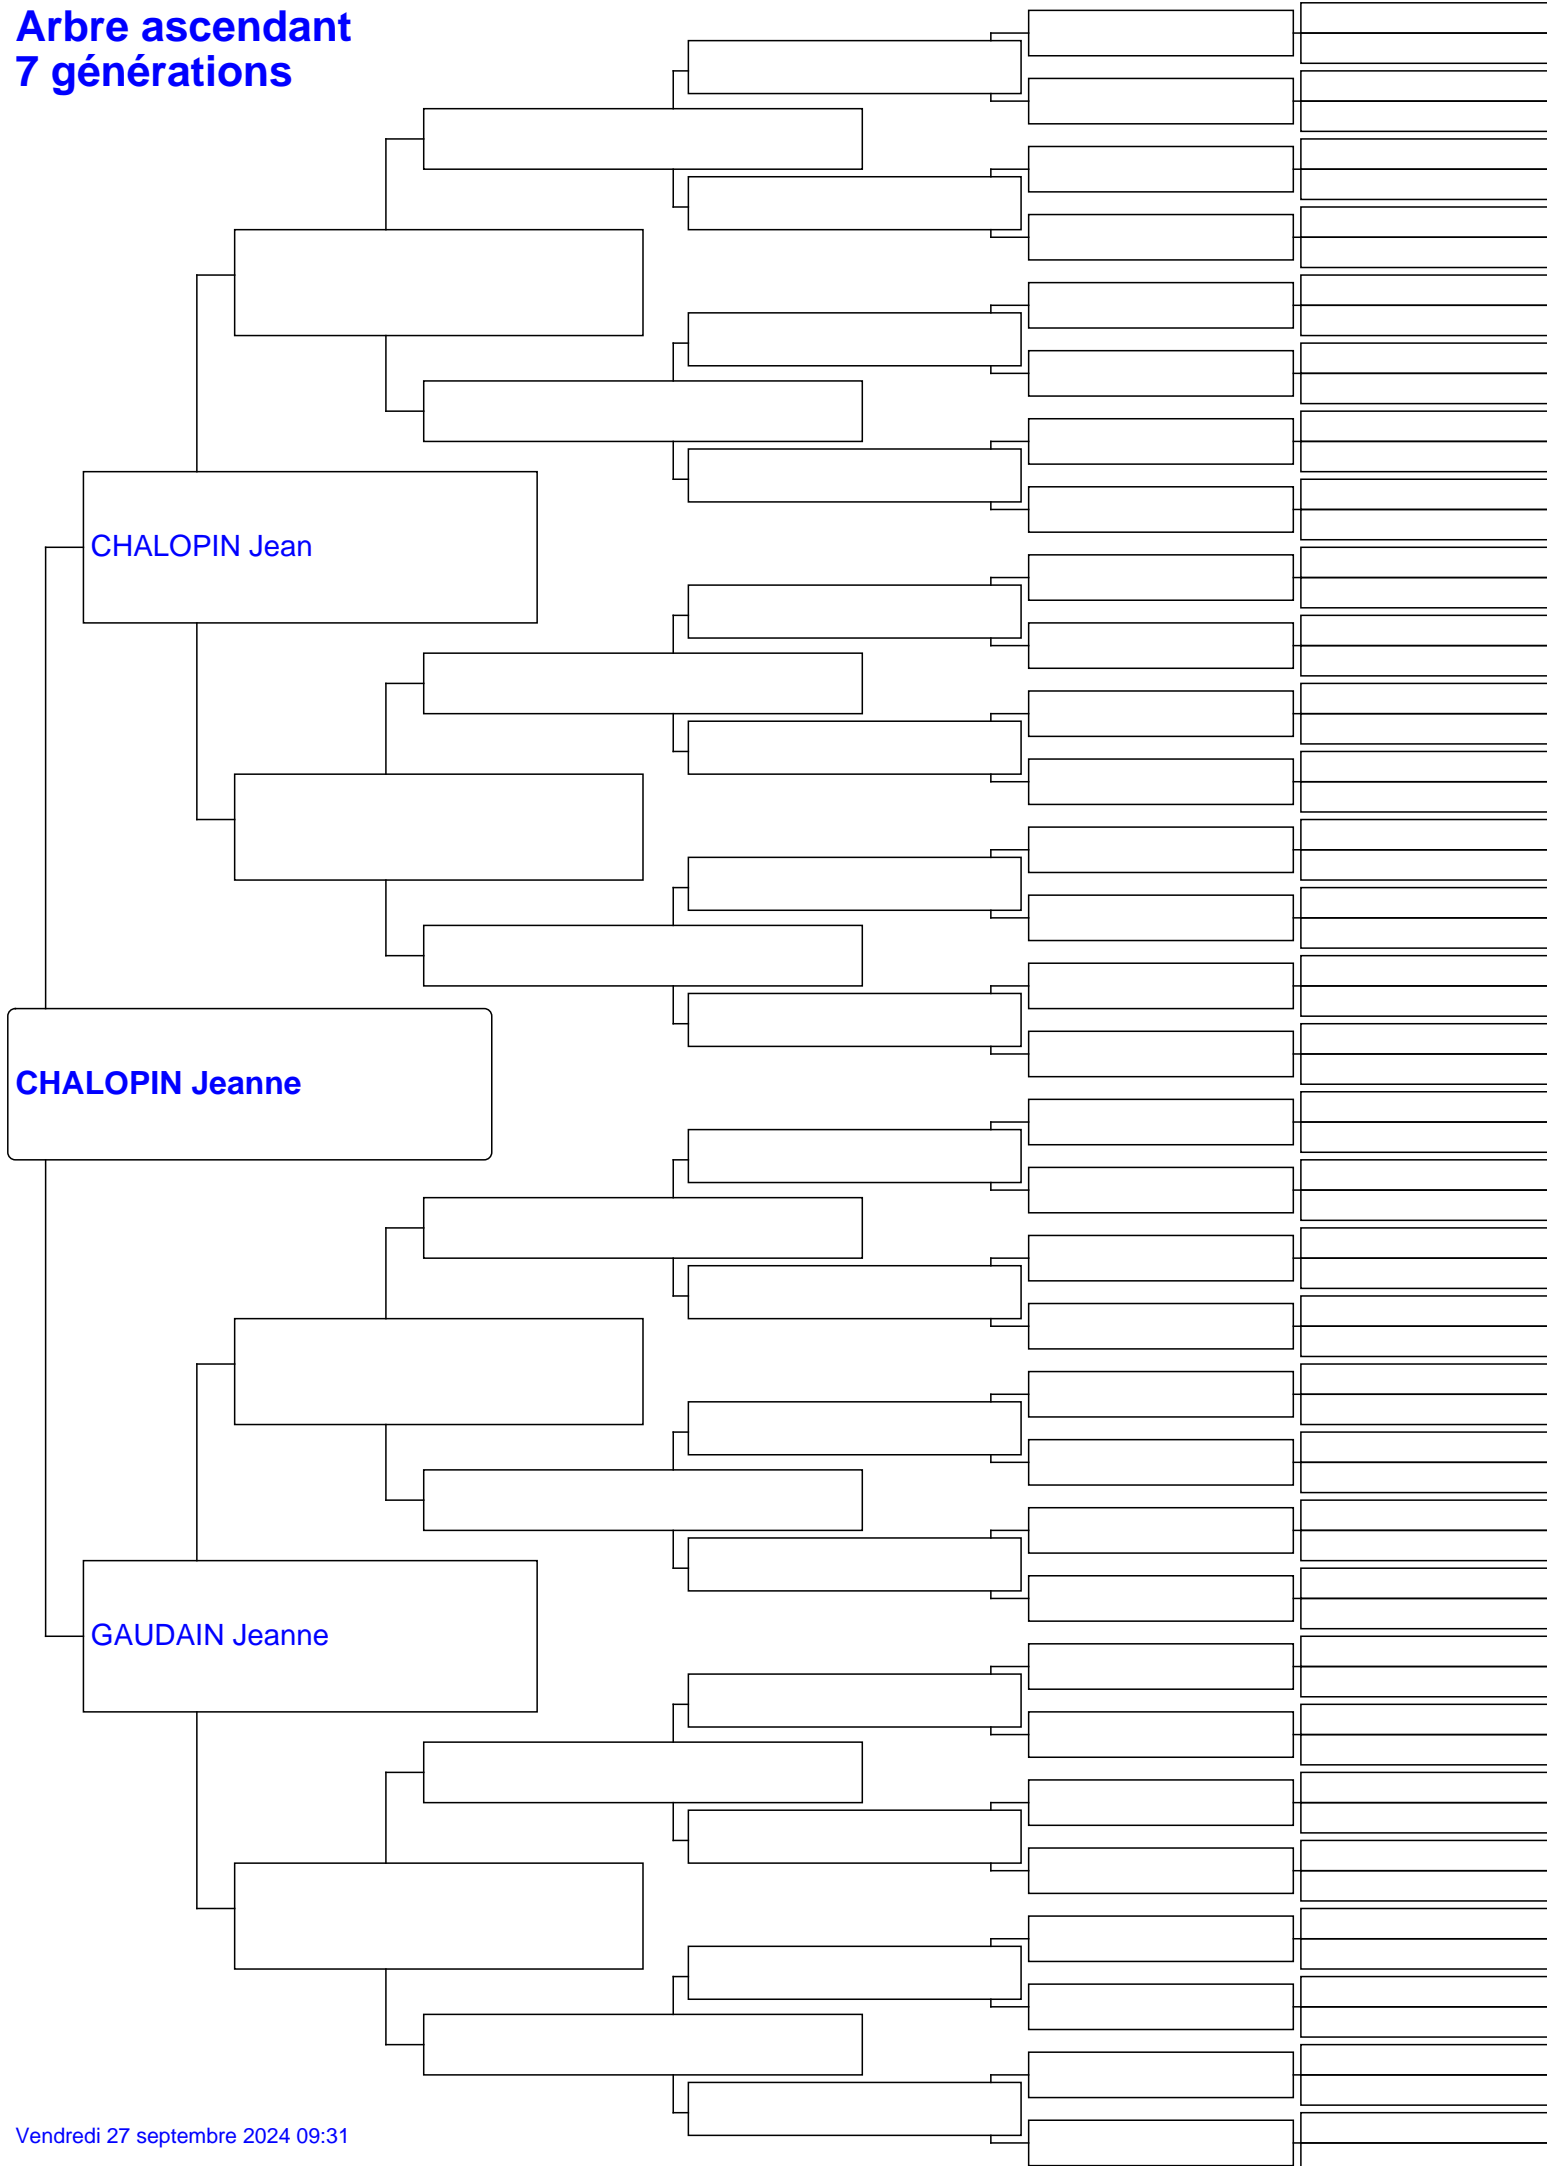 Arbre ascendant
7 générations
CHALOPIN Jean
CHALOPIN Jeanne
GAUDAIN Jeanne
Vendredi 27 septembre 2024 09:31